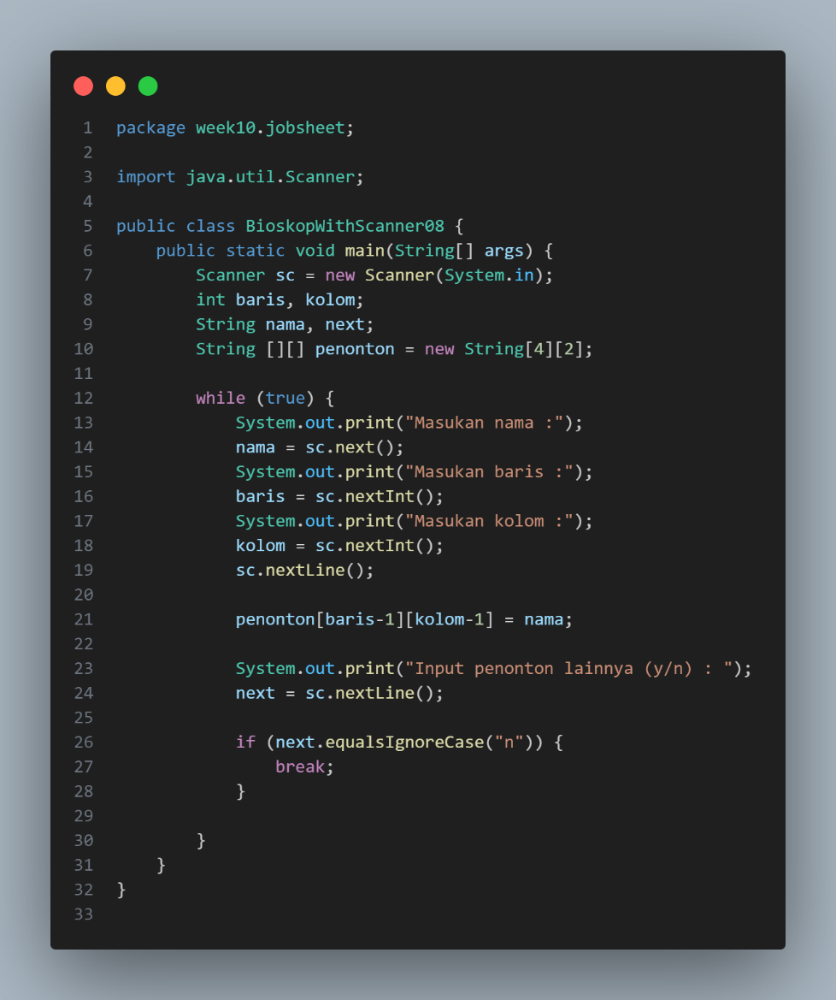 1 package week10.jobsheet;
2
3 import java.util.Scanner;
4
5 public class BioskopWithScanner08 {
6     public static void main(String[] args) {
7         Scanner sc = new Scanner(System.in);
8         int baris, kolom;
9         String nama, next;
10         String [][] penonton = new String[4][2];
11
12         while (true) {
13             System.out.print("Masukan nama :");
14             nama = sc.next();
15             System.out.print("Masukan baris :");
16             baris = sc.nextInt();
17             System.out.print("Masukan kolom :");
18             kolom = sc.nextInt();
19             sc.nextLine();
20
21             penonton[baris-1][kolom-1] = nama;
22
23             System.out.print("Input penonton lainnya (y/n) : ");
24             next = sc.nextLine();
25
26             if (next.equalsIgnoreCase("n")) {
27                 break;
28             }
29
30         }
31     }
32 }
33